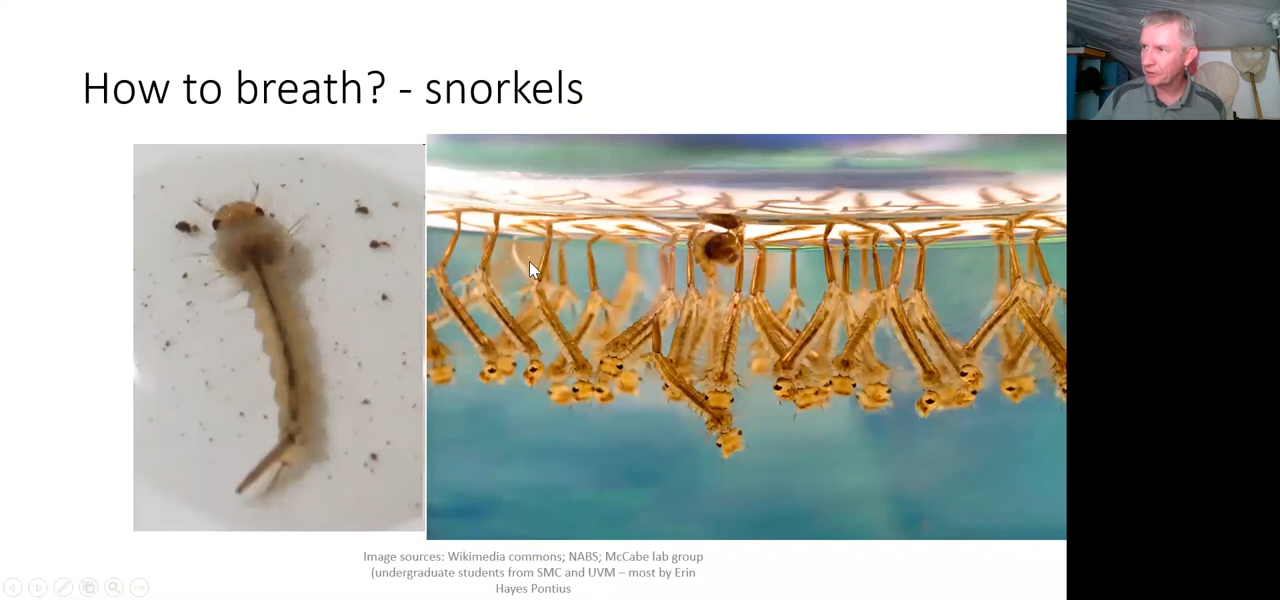 How to breath? - snorkels
Image sources: Wikimedia commons; NABS; McCabe lab group
(undergraduate students from SMC and UVM – most by Erin
Hayes Pontius